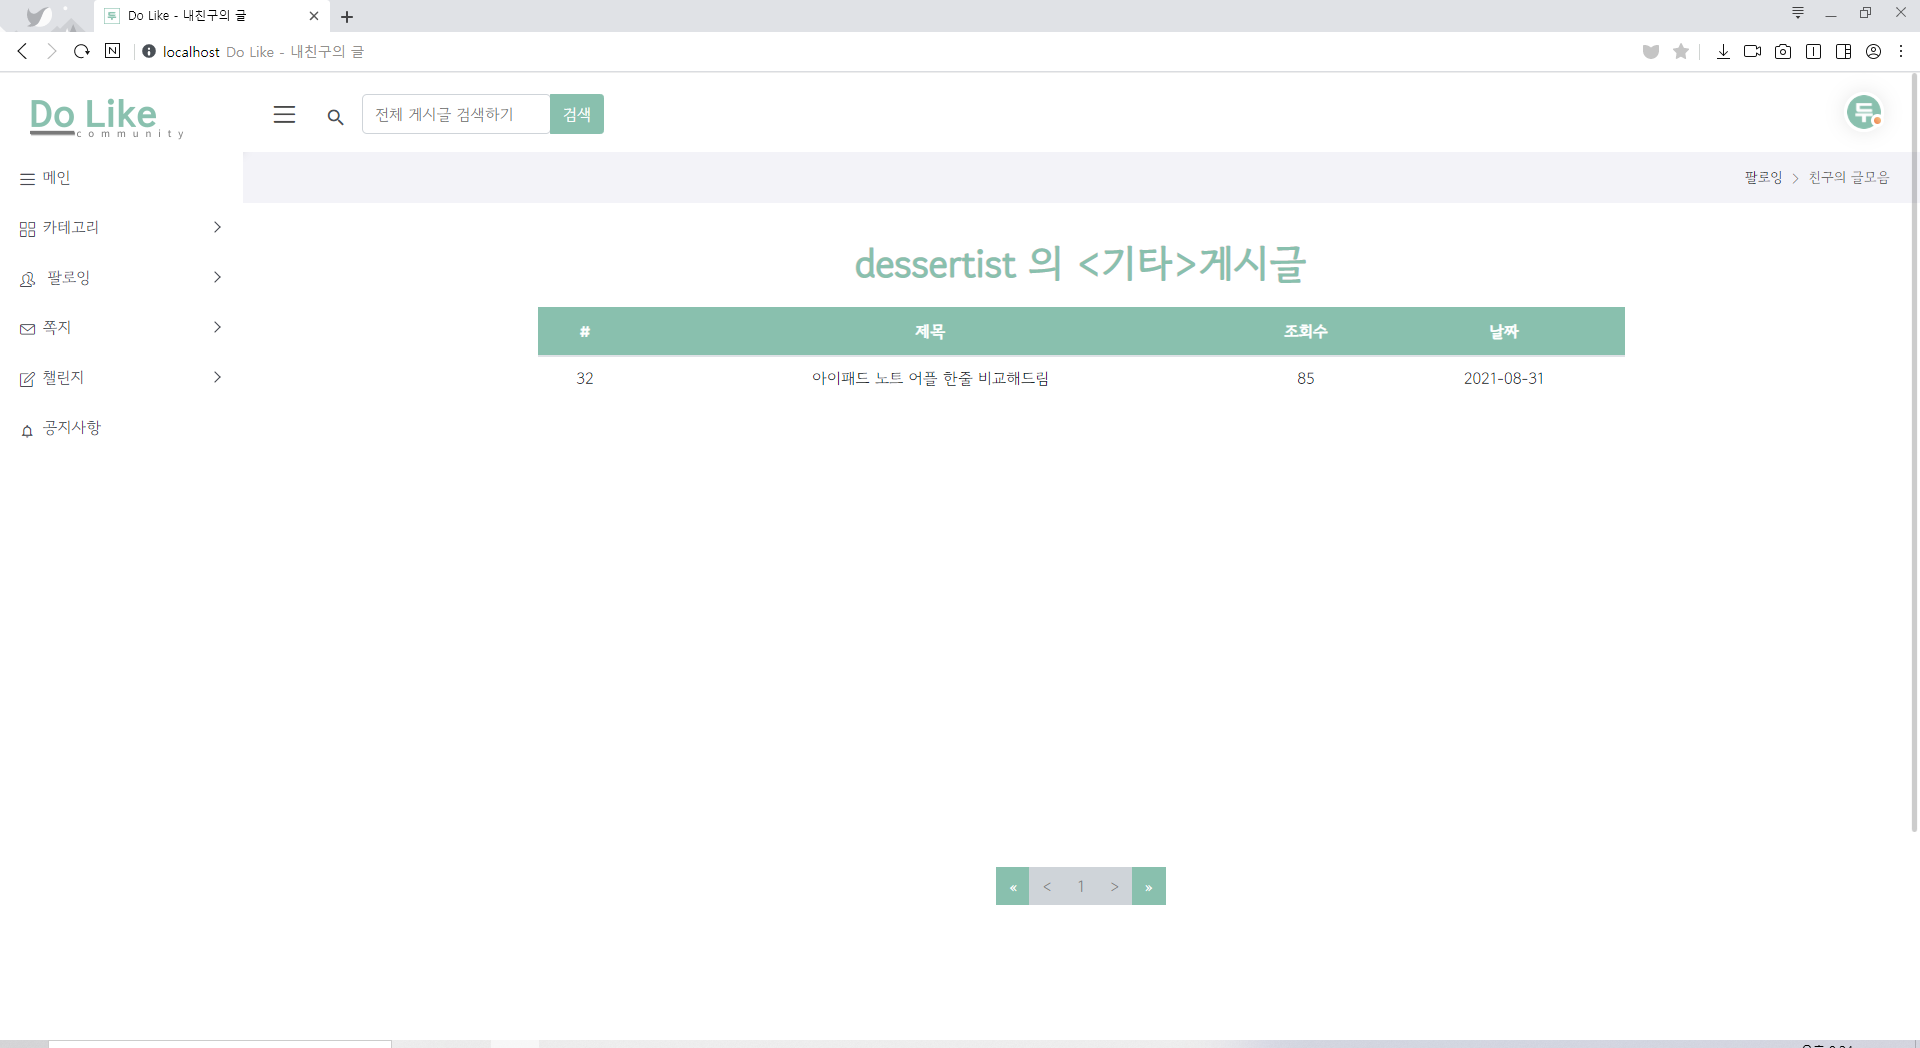 두 Do Like - 내친구의 글
N localhost Do Like - 내친구의 글
Do Like
community
전체 게시글 검색하기 검색
두
메인
팔로잉 > 친구의 글모음
카테고리
팔로잉
쪽지
챌린지
공지사항
dessertist 의 <기타>게시글
# 제목 조회수 날짜
32 아이패드 노트 어플 한줄 비교해드림 85 2021-08-31
« < 1 > »